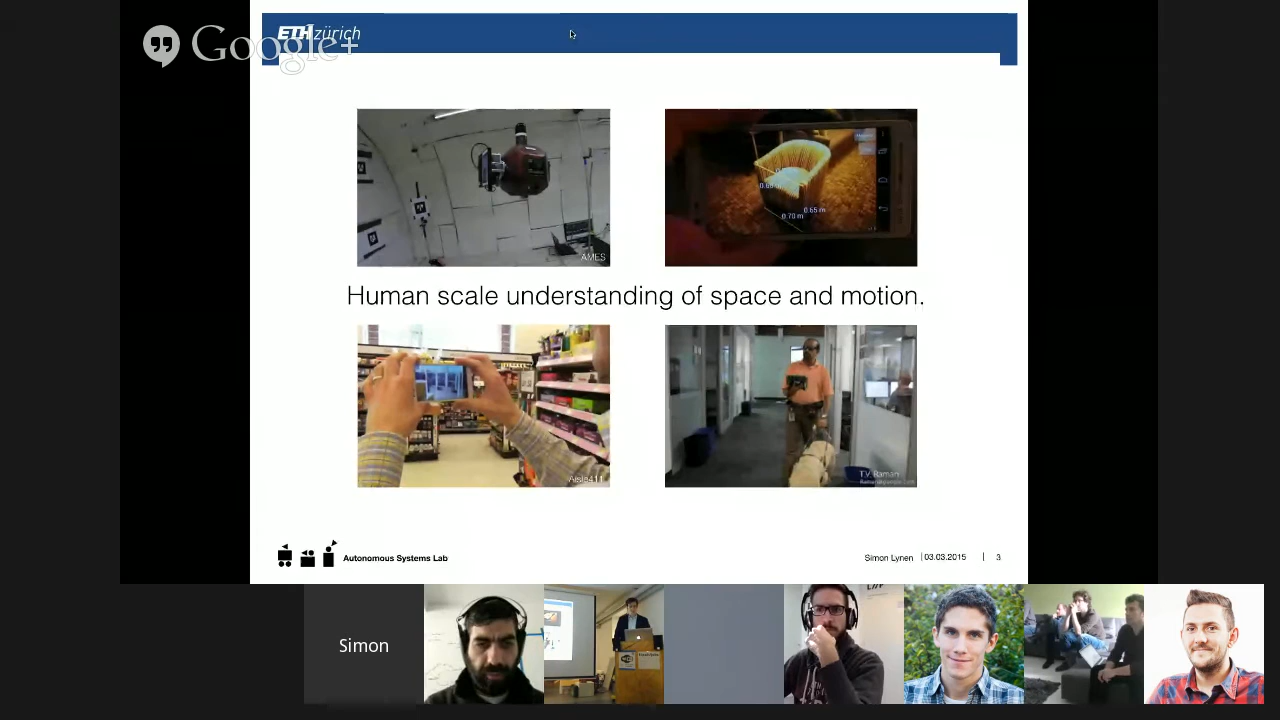 ETH zürich
Google+
AMES
0.65 m
0.70 m
Human scale understanding of space and motion.
Aisle411
T.V. Raman
Autonomous Systems Lab
Simon Lynen | 03.03.2015 | 3
Simon